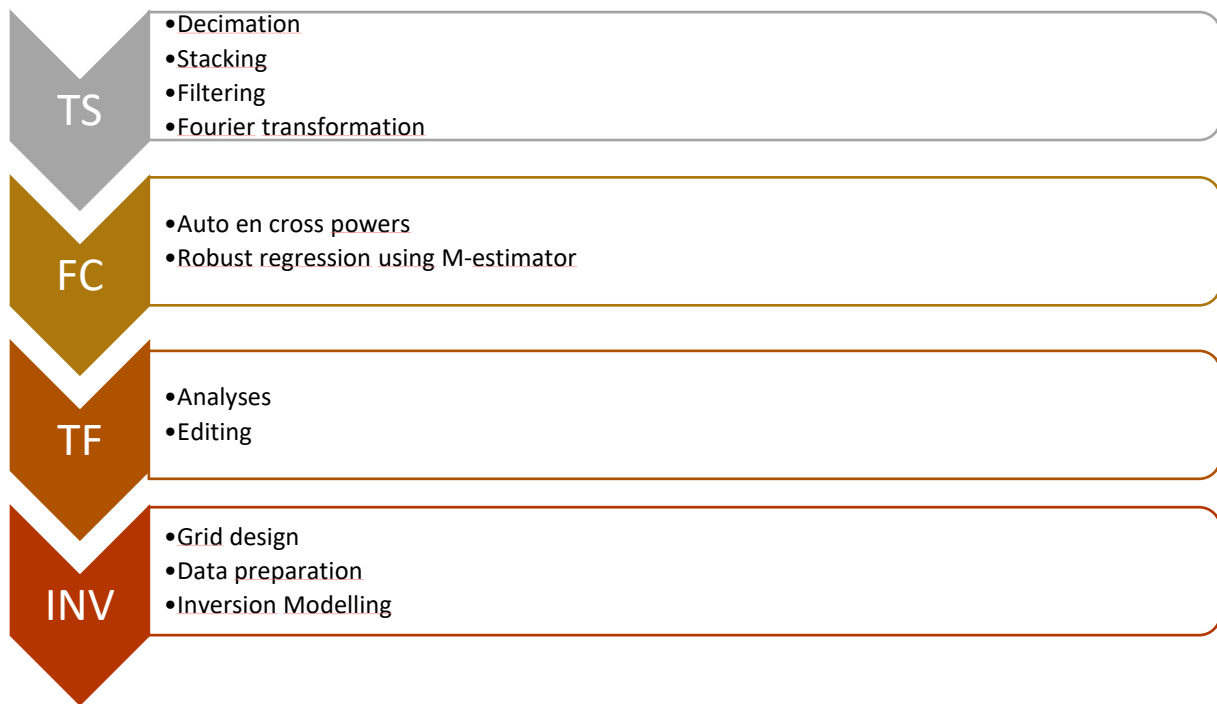 TS
•Decimation
•Stacking
•Filtering
•Fourier transformation
FC
•Auto en cross powers
•Robust regression using M-estimator
TF
•Analyses
•Editing
INV
•Grid design
•Data preparation
•Inversion Modelling